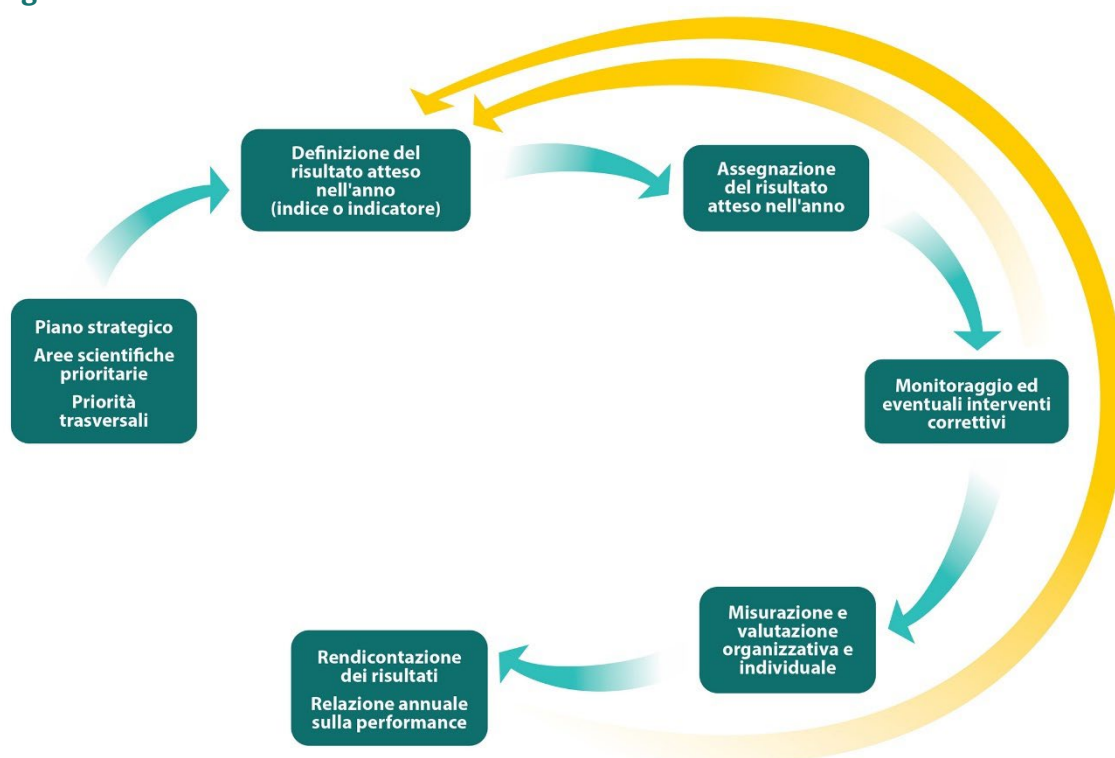 g
Definizione del
risultato atteso
nell'anno
(indice o indicatore)
Assegnazione
del risultato
atteso nell'anno
Piano strategico
Aree scientifiche
prioritarie
Priorità
trasversali
Monitoraggio ed
eventuali interventi
correttivi
Misurazione e
valutazione
organizzativa e
individuale
Rendicontazione
dei risultati
Relazione annuale
sulla performance